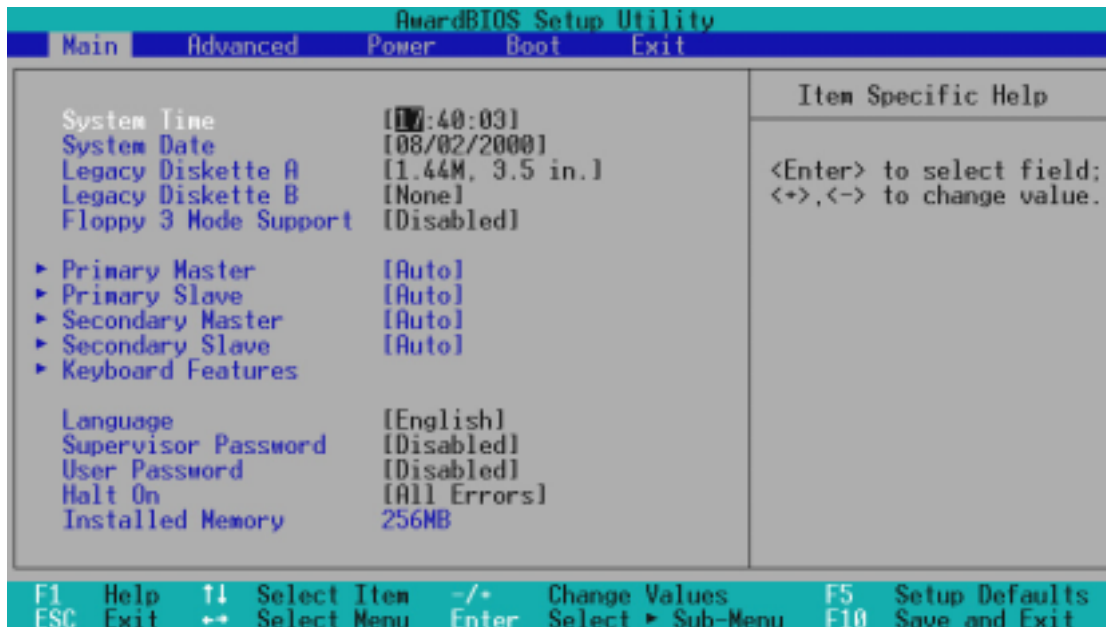 AwardBIOS Setup Utility
Main Advanced Power Boot Exit
System Time [17:40:03]
System Date [08/02/2000]
Legacy Diskette A [1.44M, 3.5 in.]
Legacy Diskette B [None]
Floppy 3 Mode Support [Disabled]
▸ Primary Master [Auto]
▸ Primary Slave [Auto]
▸ Secondary Master [Auto]
▸ Secondary Slave [Auto]
▸ Keyboard Features
Language [English]
Supervisor Password [Disabled]
User Password [Disabled]
Halt On [All Errors]
Installed Memory 256MB
Item Specific Help
<Enter> to select field;
<+>,<-> to change value.
F1 Help ↑↓ Select Item -/+ Change Values F5 Setup Defaults
ESC Exit ←→ Select Menu Enter Select ▸ Sub-Menu F10 Save and Exit